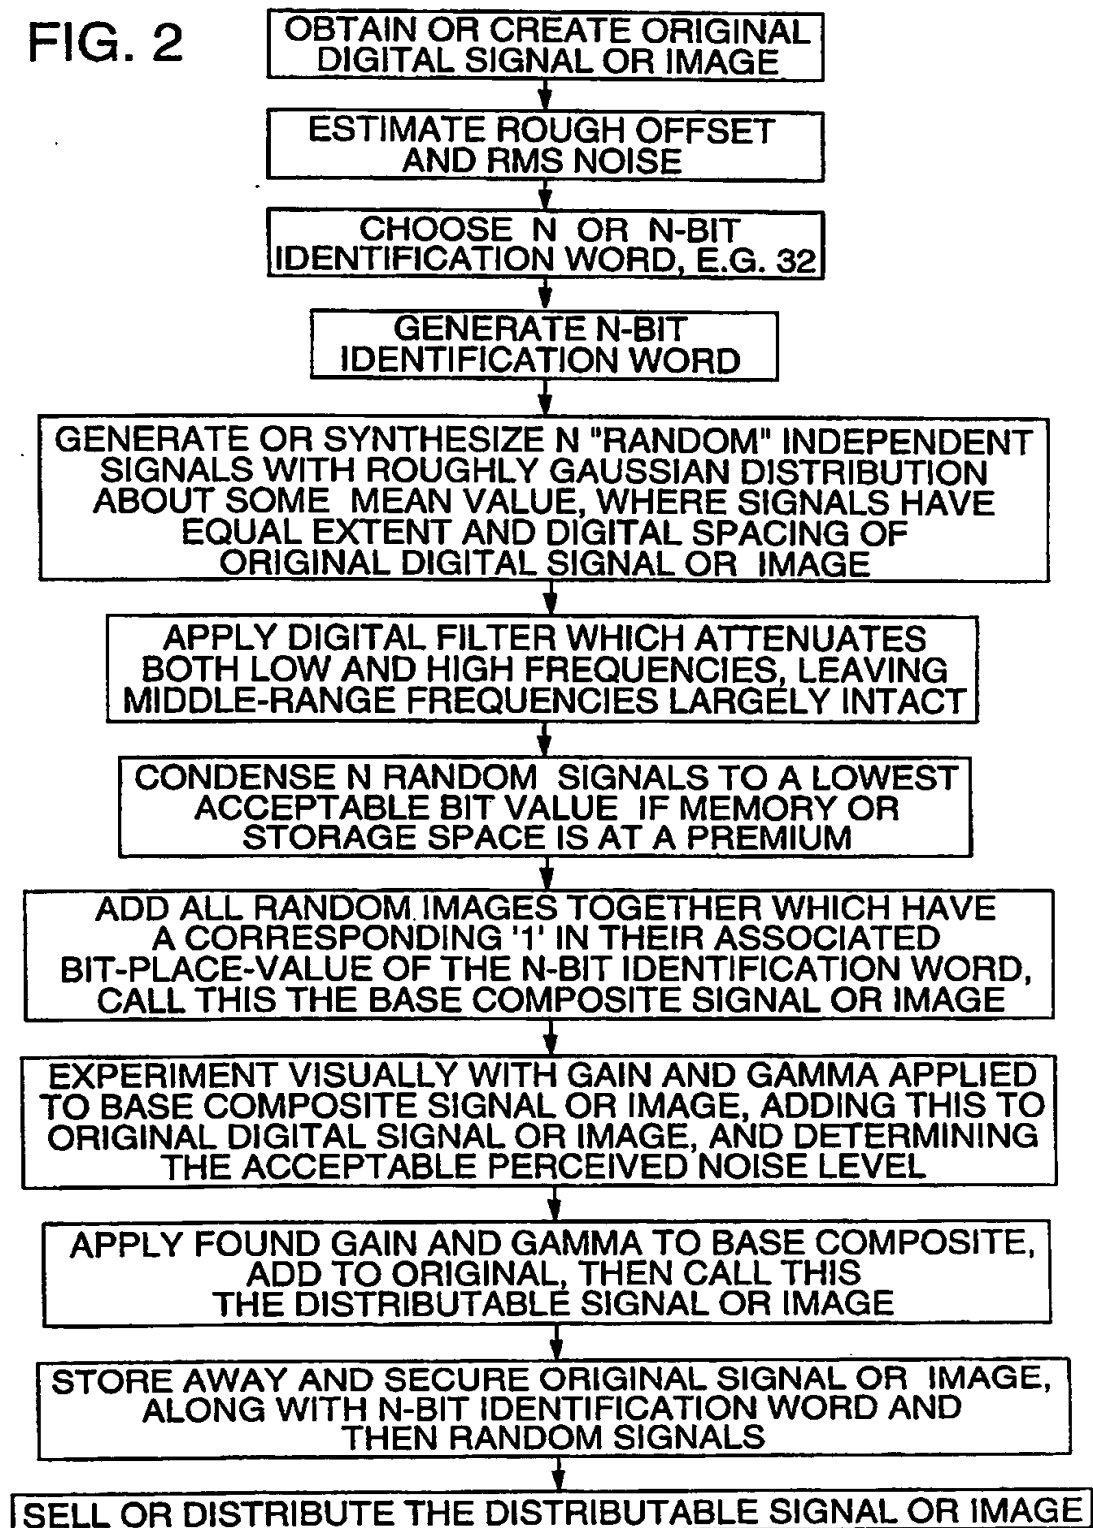 FIG. 2
OBTAIN OR CREATE ORIGINAL
DIGITAL SIGNAL OR IMAGE
ESTIMATE ROUGH OFFSET
AND RMS NOISE
CHOOSE N OR N-BIT
IDENTIFICATION WORD, E.G. 32
GENERATE N-BIT
IDENTIFICATION WORD
GENERATE OR SYNTHESIZE N "RANDOM" INDEPENDENT
SIGNALS WITH ROUGHLY GAUSSIAN DISTRIBUTION
ABOUT SOME MEAN VALUE, WHERE SIGNALS HAVE
EQUAL EXTENT AND DIGITAL SPACING OF
ORIGINAL DIGITAL SIGNAL OR IMAGE
APPLY DIGITAL FILTER WHICH ATTENUATES
BOTH LOW AND HIGH FREQUENCIES, LEAVING
MIDDLE-RANGE FREQUENCIES LARGELY INTACT
CONDENSE N RANDOM SIGNALS TO A LOWEST
ACCEPTABLE BIT VALUE IF MEMORY OR
STORAGE SPACE IS AT A PREMIUM
ADD ALL RANDOM IMAGES TOGETHER WHICH HAVE
A CORRESPONDING '1' IN THEIR ASSOCIATED
BIT-PLACE-VALUE OF THE N-BIT IDENTIFICATION WORD,
CALL THIS THE BASE COMPOSITE SIGNAL OR IMAGE
EXPERIMENT VISUALLY WITH GAIN AND GAMMA APPLIED
TO BASE COMPOSITE SIGNAL OR IMAGE, ADDING THIS TO
ORIGINAL DIGITAL SIGNAL OR IMAGE, AND DETERMINING
THE ACCEPTABLE PERCEIVED NOISE LEVEL
APPLY FOUND GAIN AND GAMMA TO BASE COMPOSITE,
ADD TO ORIGINAL, THEN CALL THIS
THE DISTRIBUTABLE SIGNAL OR IMAGE
STORE AWAY AND SECURE ORIGINAL SIGNAL OR IMAGE,
ALONG WITH N-BIT IDENTIFICATION WORD AND
THEN RANDOM SIGNALS
SELL OR DISTRIBUTE THE DISTRIBUTABLE SIGNAL OR IMAGE